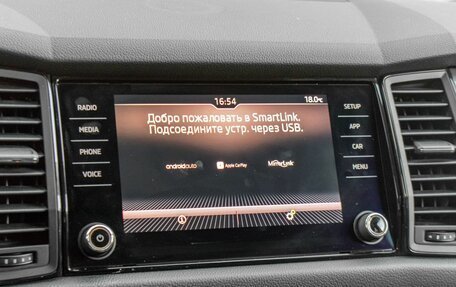 16:54
18.0°C
RADIO
MEDIA
PHONE
VOICE
Добро пожаловать в SmartLink.
Подсоедините устр. через USB.
androidauto
Apple CarPlay
MirrorLink
SETUP
APP
CAR
MENU